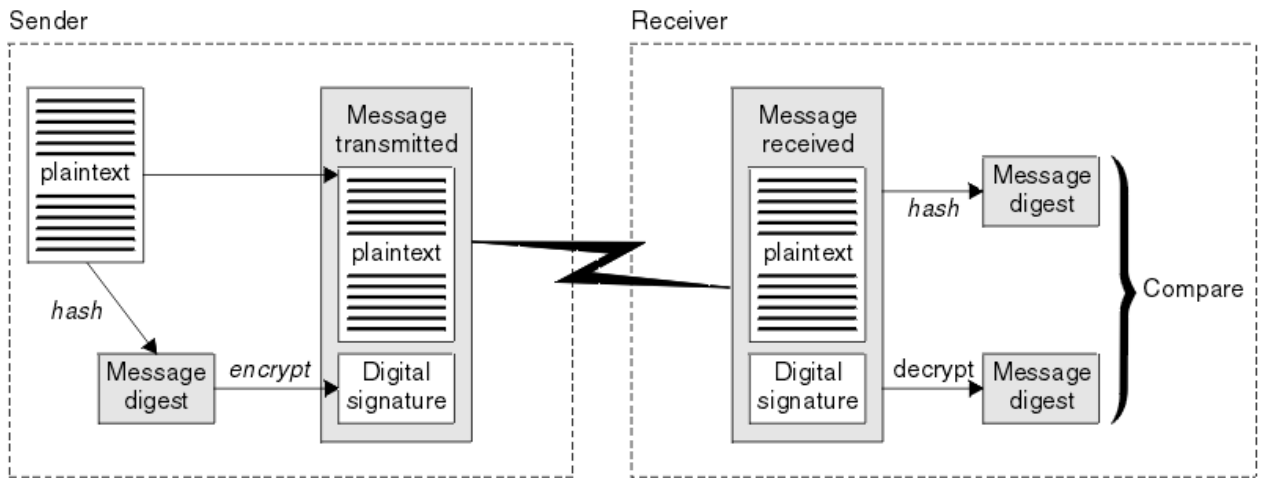 Sender
plaintext
hash
Message
digest
encrypt
Message
transmitted
plaintext
Digital
signature
Receiver
Message
received
plaintext
Digital
signature
hash
Message
digest
decrypt
Message
digest
Compare